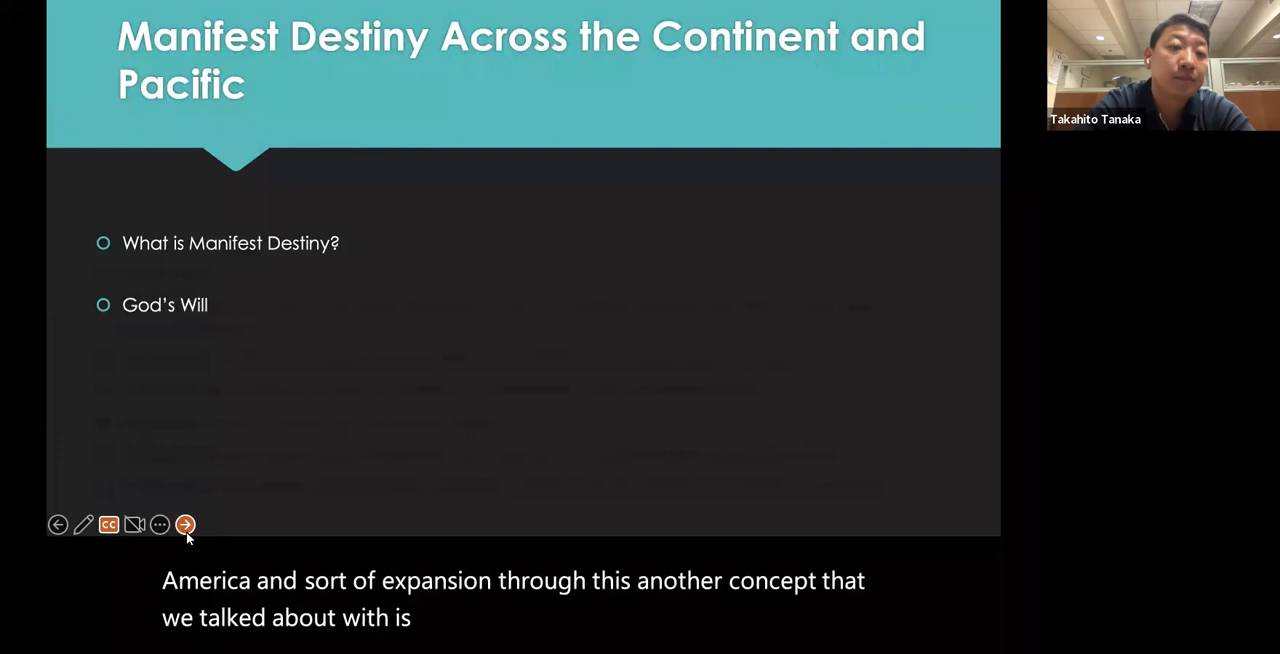 Manifest Destiny Across the Continent and
Pacific
Takahito Tanaka
What is Manifest Destiny?
God's Will
CC
America and sort of expansion through this another concept that
we talked about with is